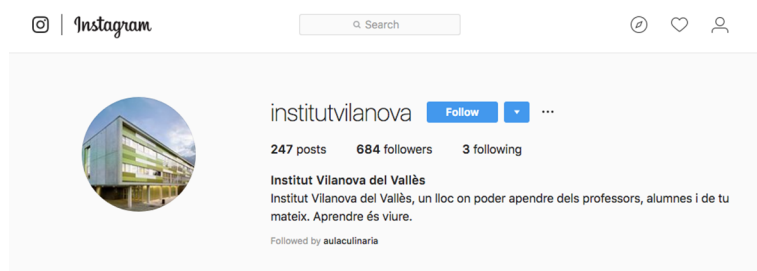 Instagram
Search
institutvilanova Follow ...
247 posts 684 followers 3 following
Institut Vilanova del Vallès
Institut Vilanova del Vallès, un lloc on poder apendre dels professors, alumnes i de tu
mateix. Aprendre és viure.
Followed by aulaculinaria